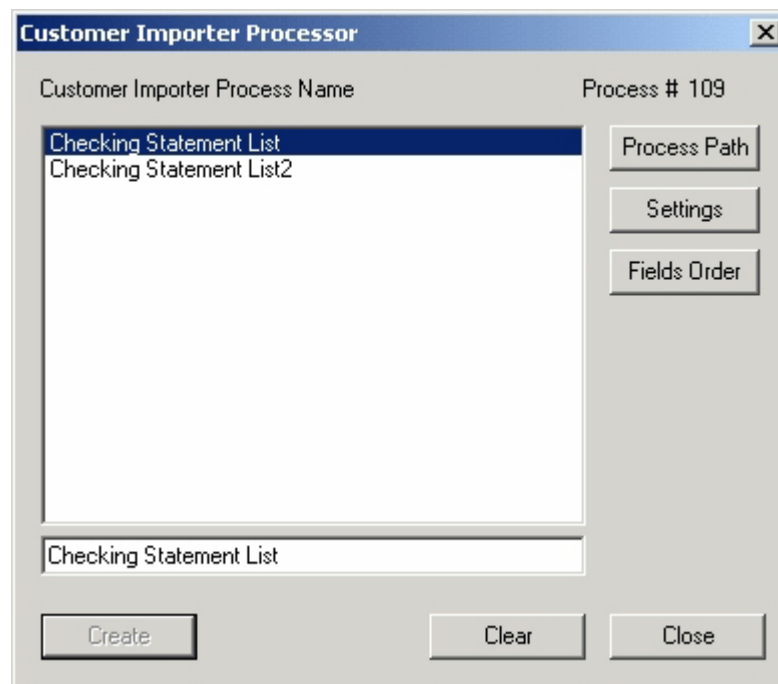 Customer Importer Processor
Customer Importer Process Name Process # 109
Checking Statement List
Checking Statement List2
Process Path
Settings
Fields Order
Checking Statement List
Create Clear Close